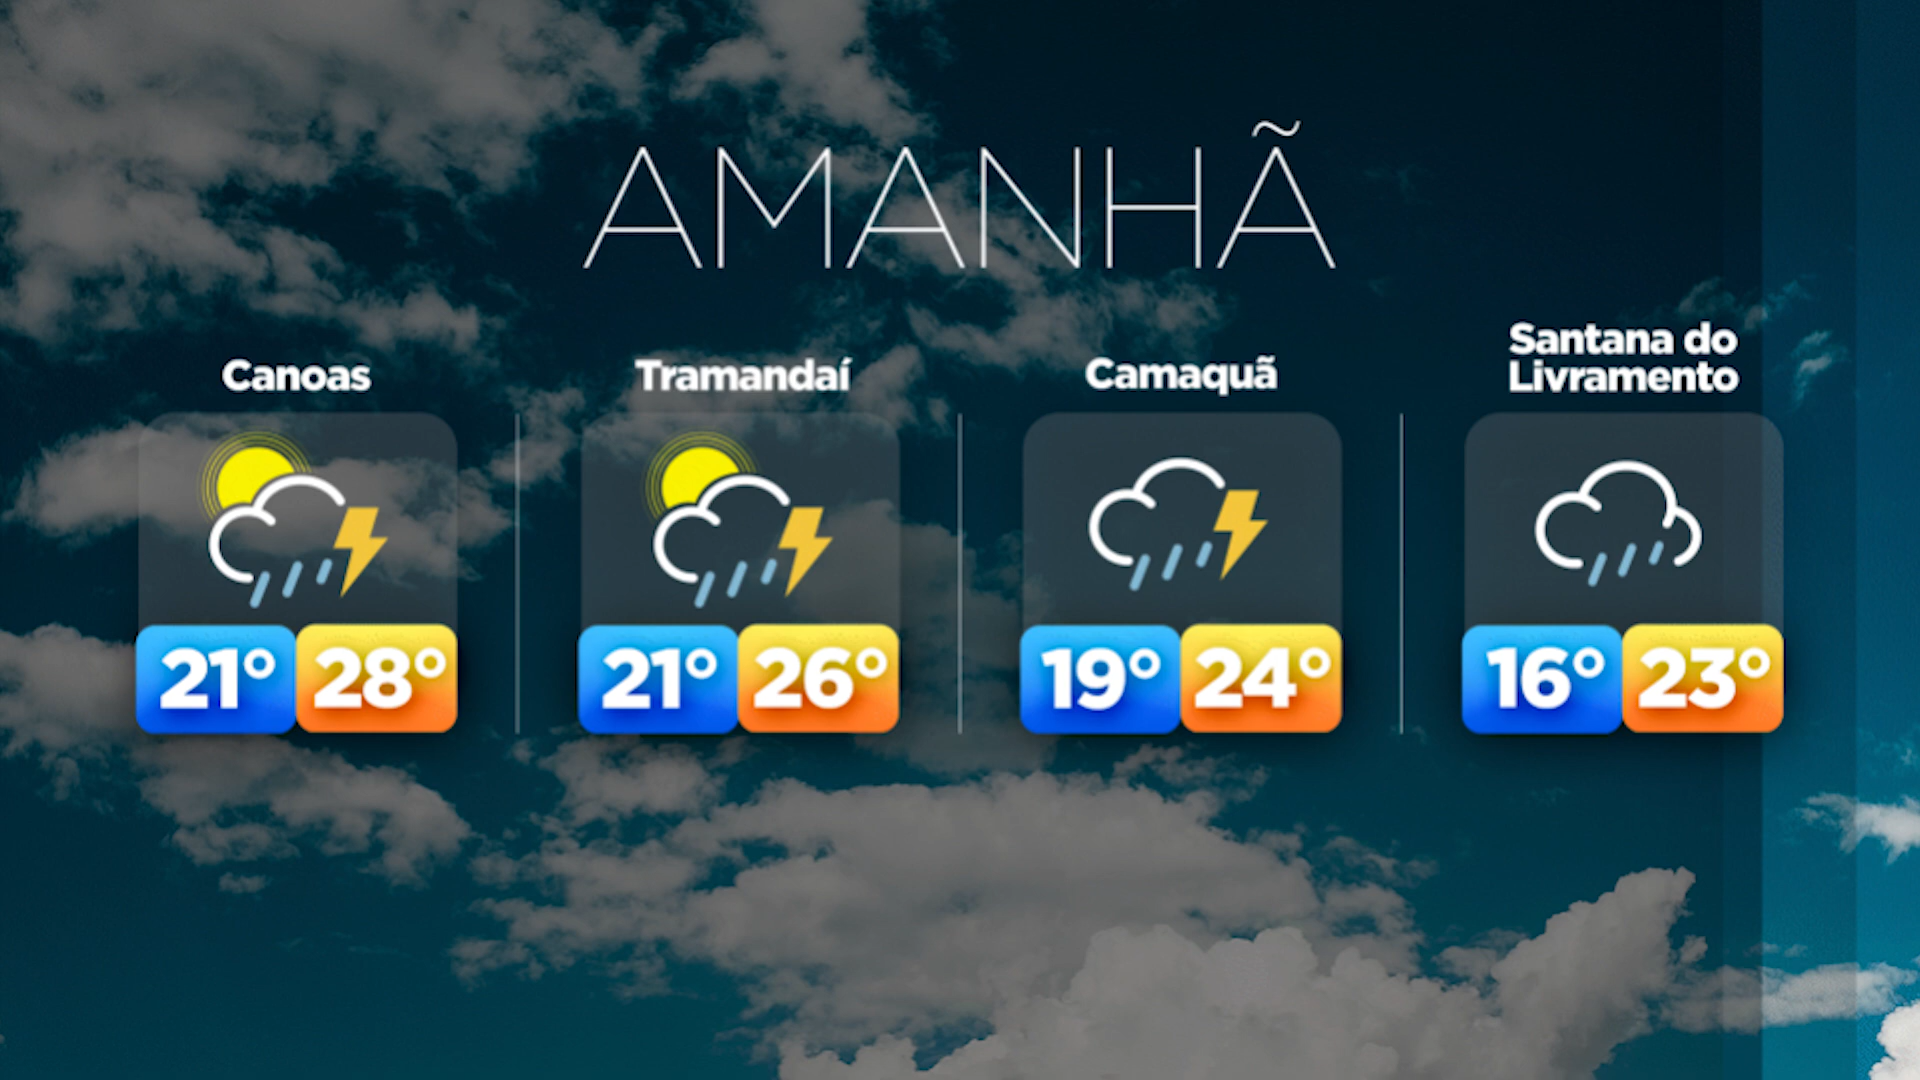 AMANHÃ
Canoas
21° 28°
Tramandaí
21° 26°
Camaquã
19° 24°
Santana do
Livramento
16° 23°